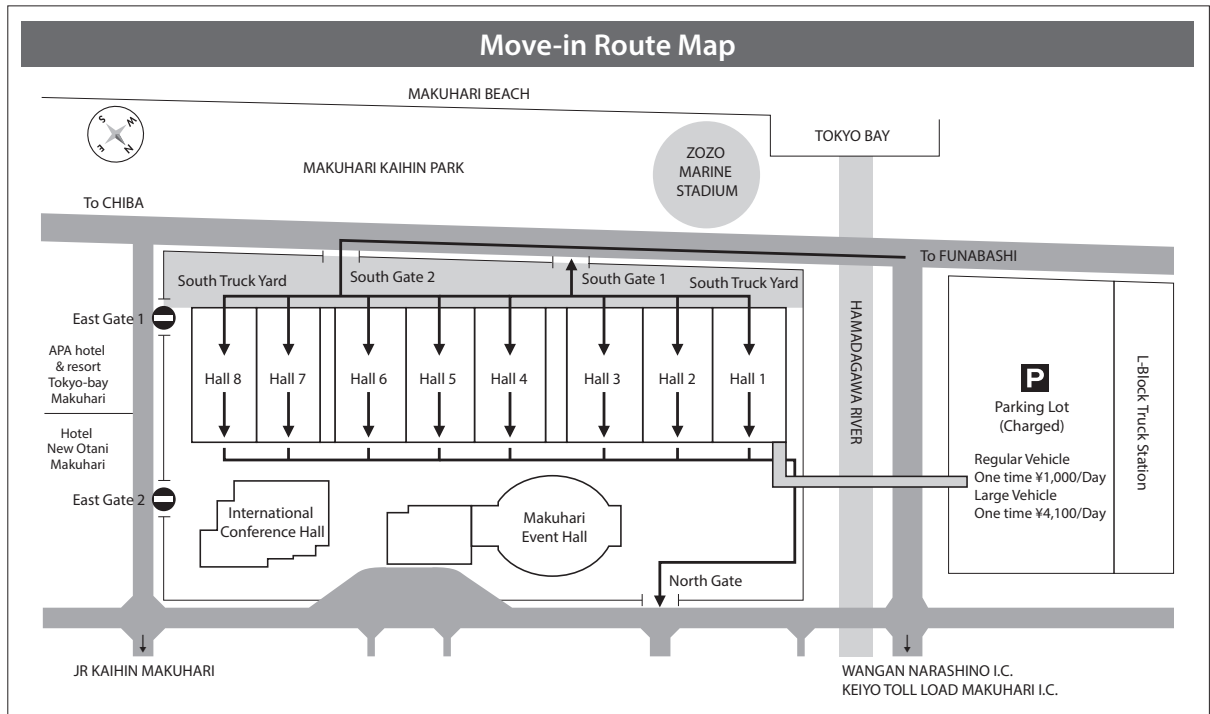 Move-in Route Map
MAKUHARI BEACH
S
W
E
N
TOKYO BAY
ZOZO
MARINE
STADIUM
MAKUHARI KAIHIN PARK
To CHIBA
To FUNABASHI
South Truck Yard
South Gate 2
South Gate 1
South Truck Yard
East Gate 1
APA hotel
& resort
Tokyo-bay
Makuhari
Hotel
New Otani
Makuhari
East Gate 2
Hall 8
Hall 7
Hall 6
Hall 5
Hall 4
Hall 3
Hall 2
Hall 1
HAMADAGAWA RIVER
P
Parking Lot
(Charged)
Regular Vehicle
One time ¥1,000/Day
Large Vehicle
One time ¥4,100/Day
L-Block Truck Station
International
Conference Hall
Makuhari
Event Hall
North Gate
JR KAIHIN MAKUHARI
WANGAN NARASHINO I.C.
KEIYO TOLL LOAD MAKUHARI I.C.